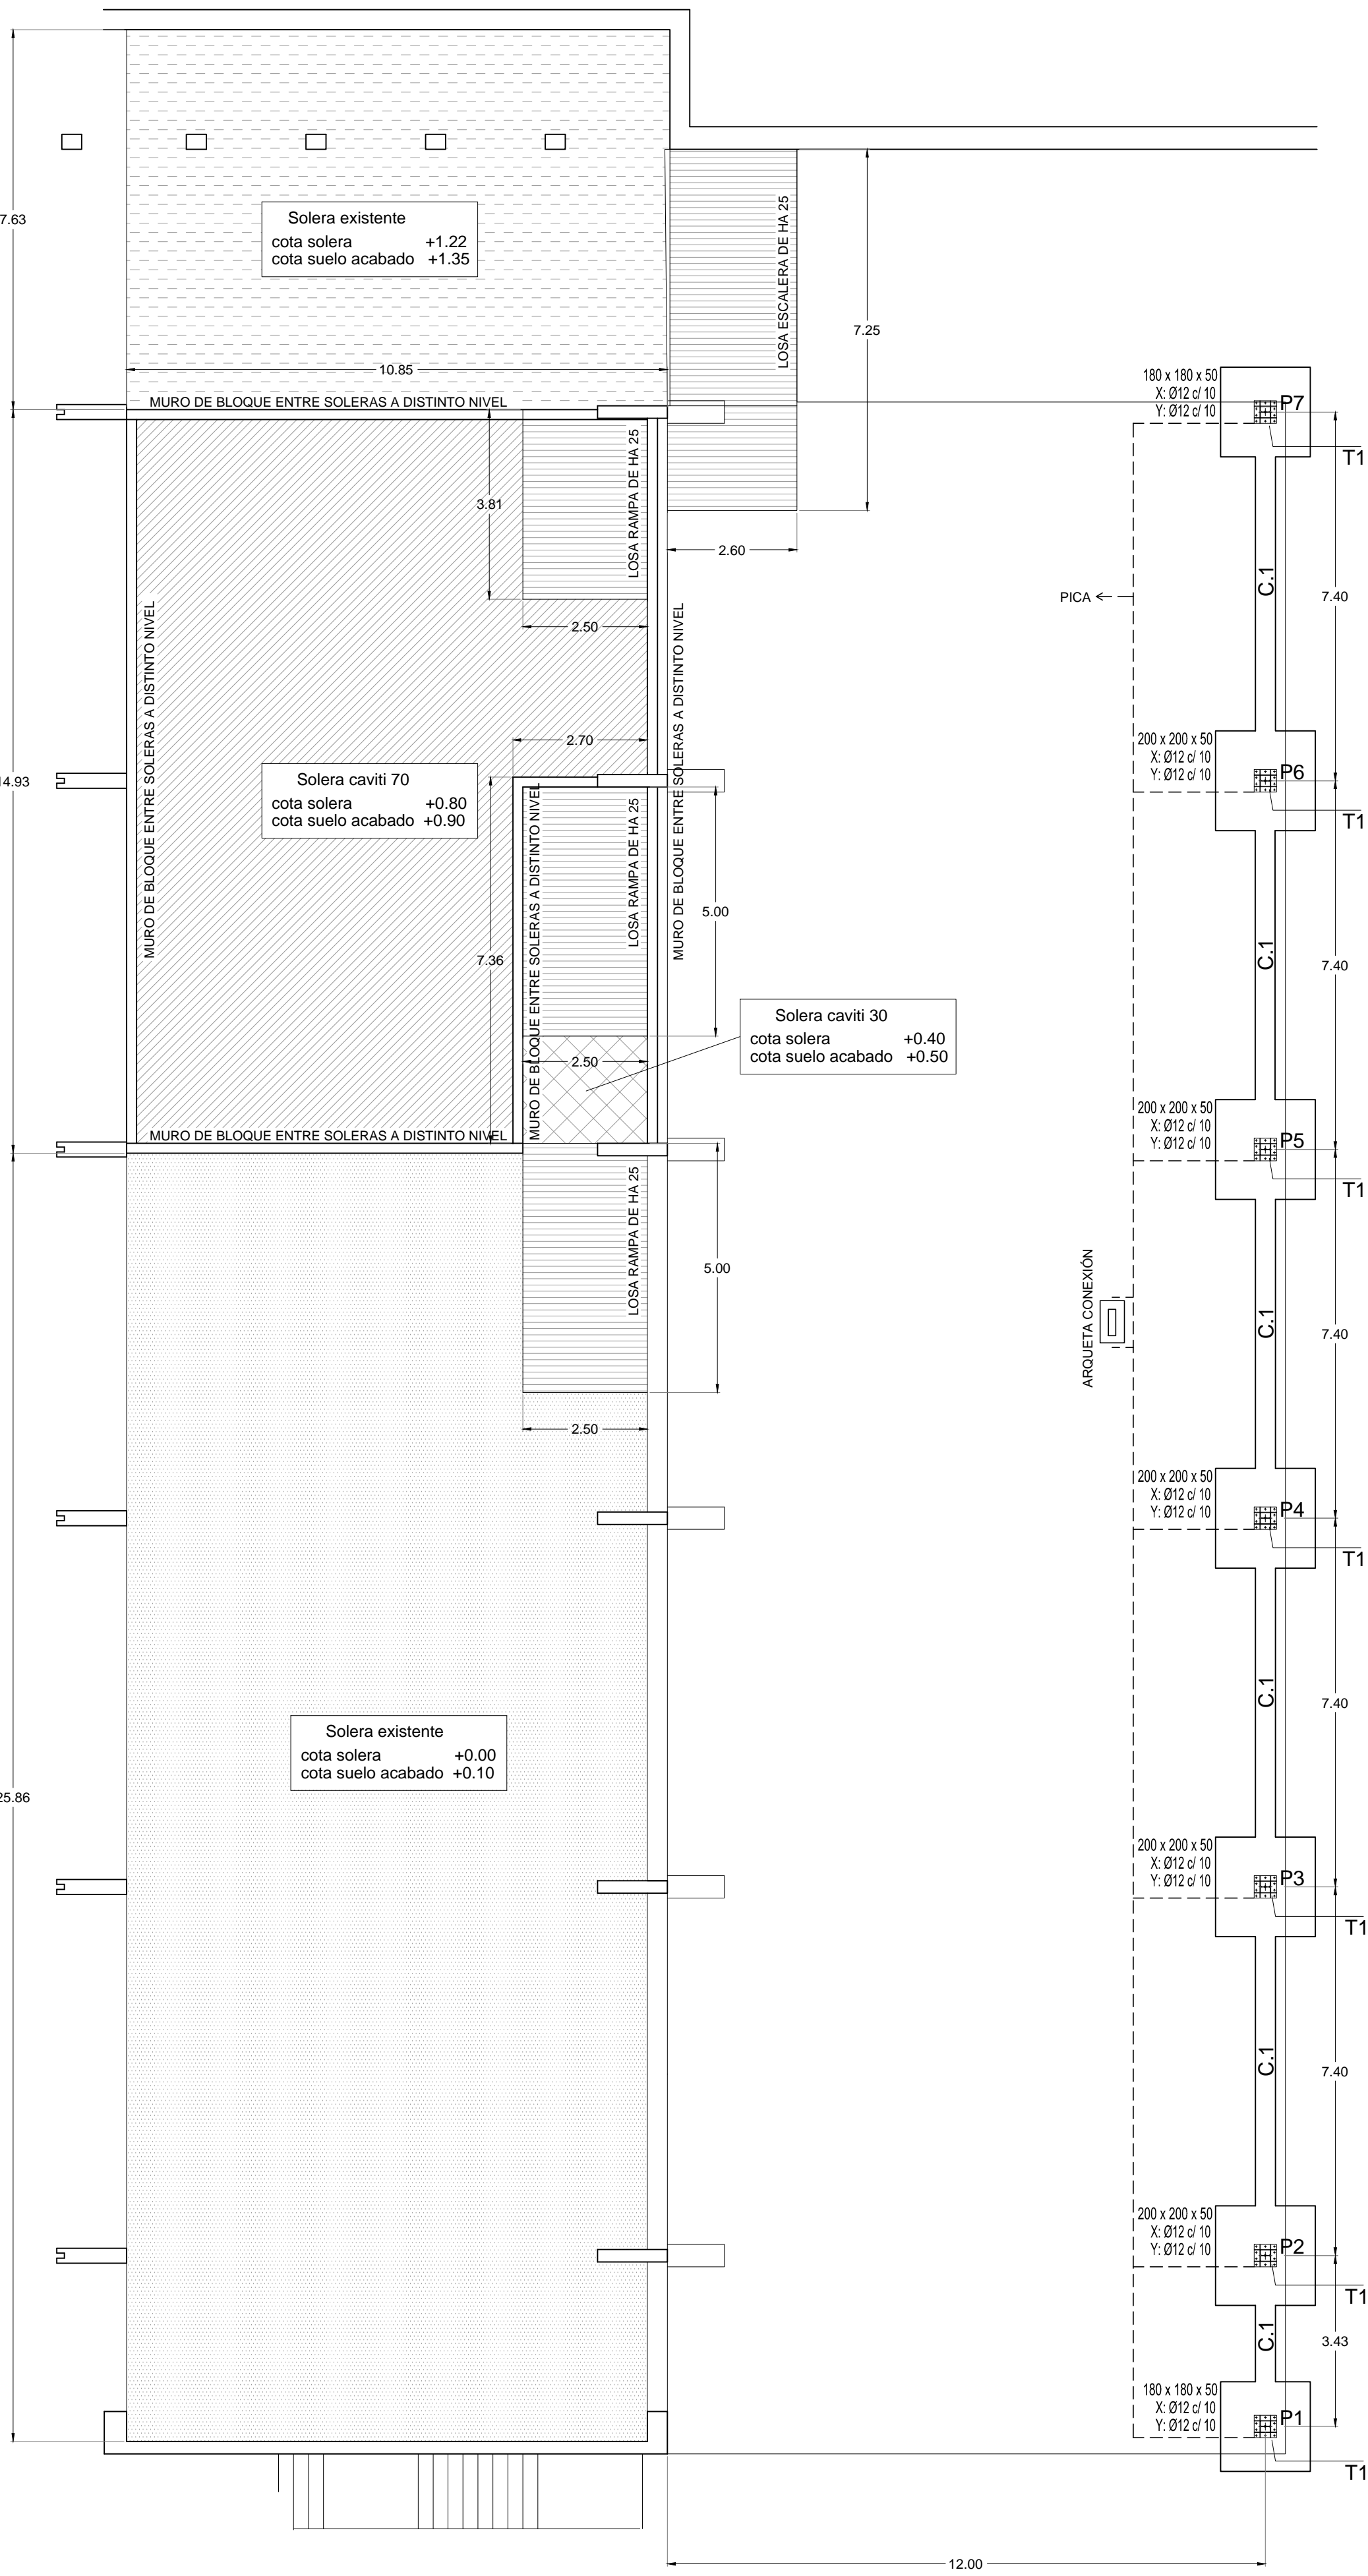 7.63
Solera existente
cota solera +1.22
cota suelo acabado +1.35
LOSA ESCALERA DE HA 25
7.25
10.85
MURO DE BLOQUE ENTRE SOLERAS A DISTINTO NIVEL
180 x 180 x 50
X: Ø12 c/ 10
Y: Ø12 c/ 10
P7
T1
3.81
LOSA RAMPA DE HA 25
2.60
2.50
C.1
7.40
PICA
MURO DE BLOQUE ENTRE SOLERAS A DISTINTO NIVEL
MURO DE BLOQUE ENTRE SOLERAS A DISTINTO NIVEL
2.70
14.93
Solera caviti 70
cota solera +0.80
cota suelo acabado +0.90
200 x 200 x 50
X: Ø12 c/ 10
Y: Ø12 c/ 10
P6
T1
MURO DE BLOQUE ENTRE SOLERAS A DISTINTO NIVEL
LOSA RAMPA DE HA 25
5.00
7.36
C.1
7.40
Solera caviti 30
cota solera +0.40
cota suelo acabado +0.50
2.50
MURO DE BLOQUE ENTRE SOLERAS A DISTINTO NIVEL
200 x 200 x 50
X: Ø12 c/ 10
Y: Ø12 c/ 10
P5
T1
LOSA RAMPA DE HA 25
5.00
ARQUETA CONEXIÓN
C.1
7.40
2.50
200 x 200 x 50
X: Ø12 c/ 10
Y: Ø12 c/ 10
P4
T1
C.1
7.40
Solera existente
cota solera +0.00
cota suelo acabado +0.10
25.86
200 x 200 x 50
X: Ø12 c/ 10
Y: Ø12 c/ 10
P3
T1
C.1
7.40
200 x 200 x 50
X: Ø12 c/ 10
Y: Ø12 c/ 10
P2
T1
C.1
3.43
180 x 180 x 50
X: Ø12 c/ 10
Y: Ø12 c/ 10
P1
T1
12.00